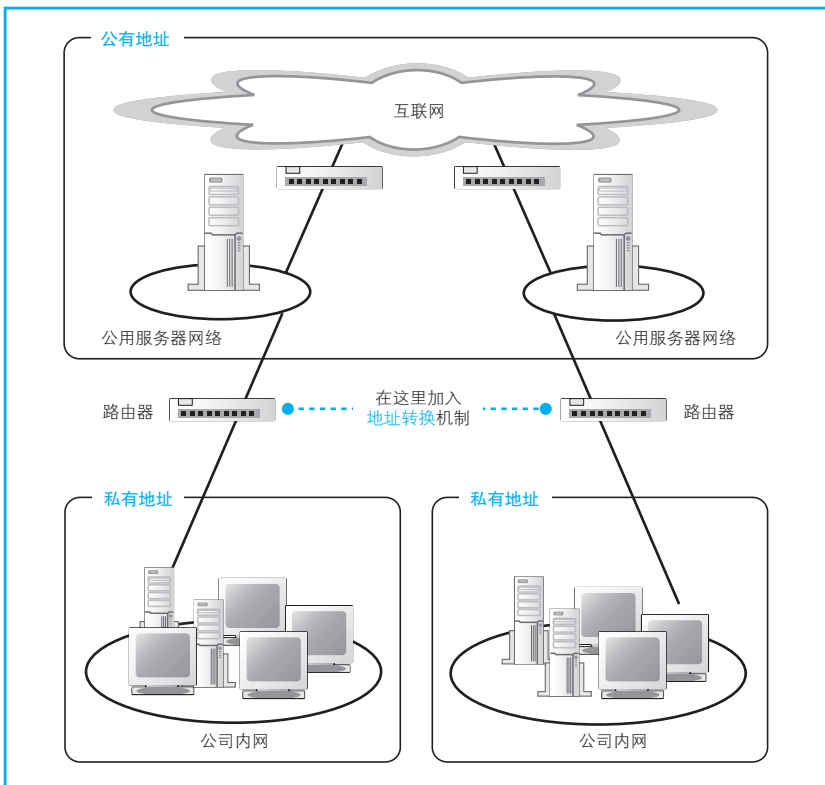 公有地址
互联网
公用服务器网络
公用服务器网络
路由器
在这里加入
地址转换机制
路由器
私有地址
私有地址
公司内网
公司内网